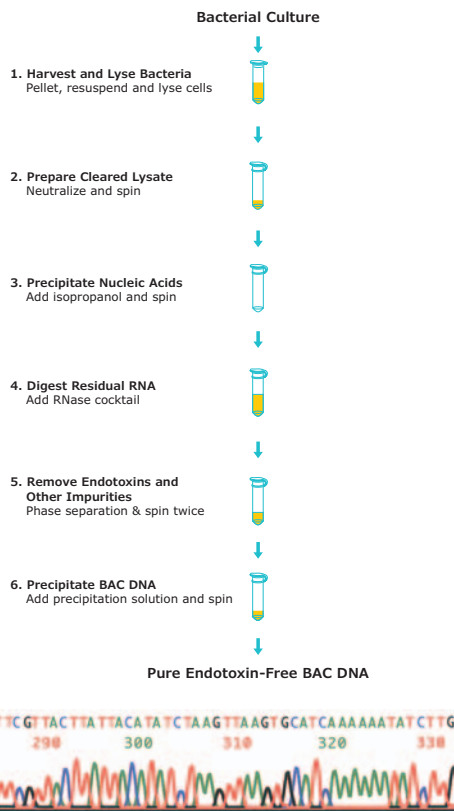 Bacterial Culture
1. Harvest and Lyse Bacteria
Pellet, resuspend and lyse cells
2. Prepare Cleared Lysate
Neutralize and spin
3. Precipitate Nucleic Acids
Add isopropanol and spin
4. Digest Residual RNA
Add RNase cocktail
5. Remove Endotoxins and
Other Impurities
Phase separation & spin twice
6. Precipitate BAC DNA
Add precipitation solution and spin
Pure Endotoxin-Free BAC DNA
TCGTTACTTATTACATATCTAAGTTAAGTGCATCAAAAAATATCTTG
290 300 310 320 330